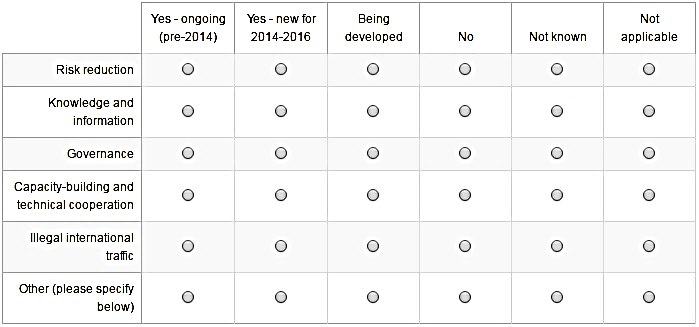 Yes - ongoing
(pre-2014)
Yes - new for
2014-2016
Being
developed
No
Not known
Not
applicable
Risk reduction
Knowledge and
information
Governance
Capacity-building and
technical cooperation
Illegal international
traffic
Other (please specify
below)